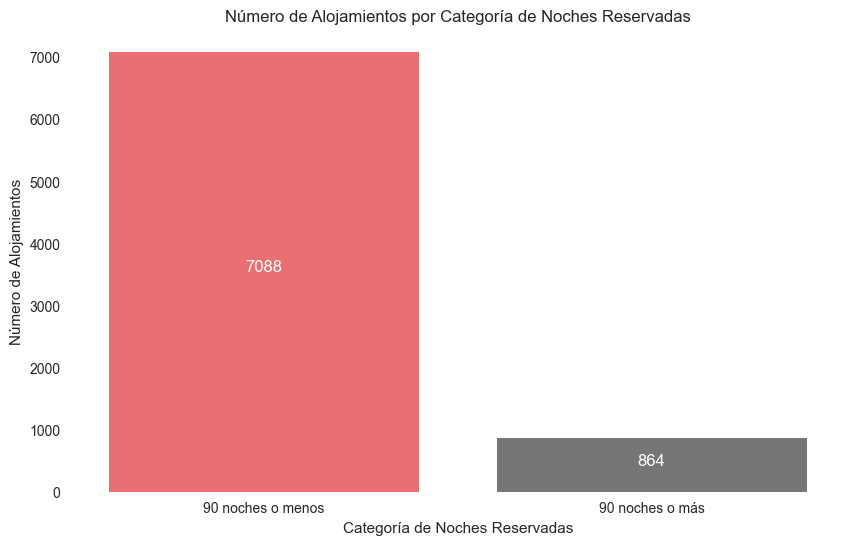 Número de Alojamientos por Categoría de Noches Reservadas
Número de Alojamientos
7000
6000
5000
4000
3000
2000
1000
0
7088
864
90 noches o menos
90 noches o más
Categoría de Noches Reservadas